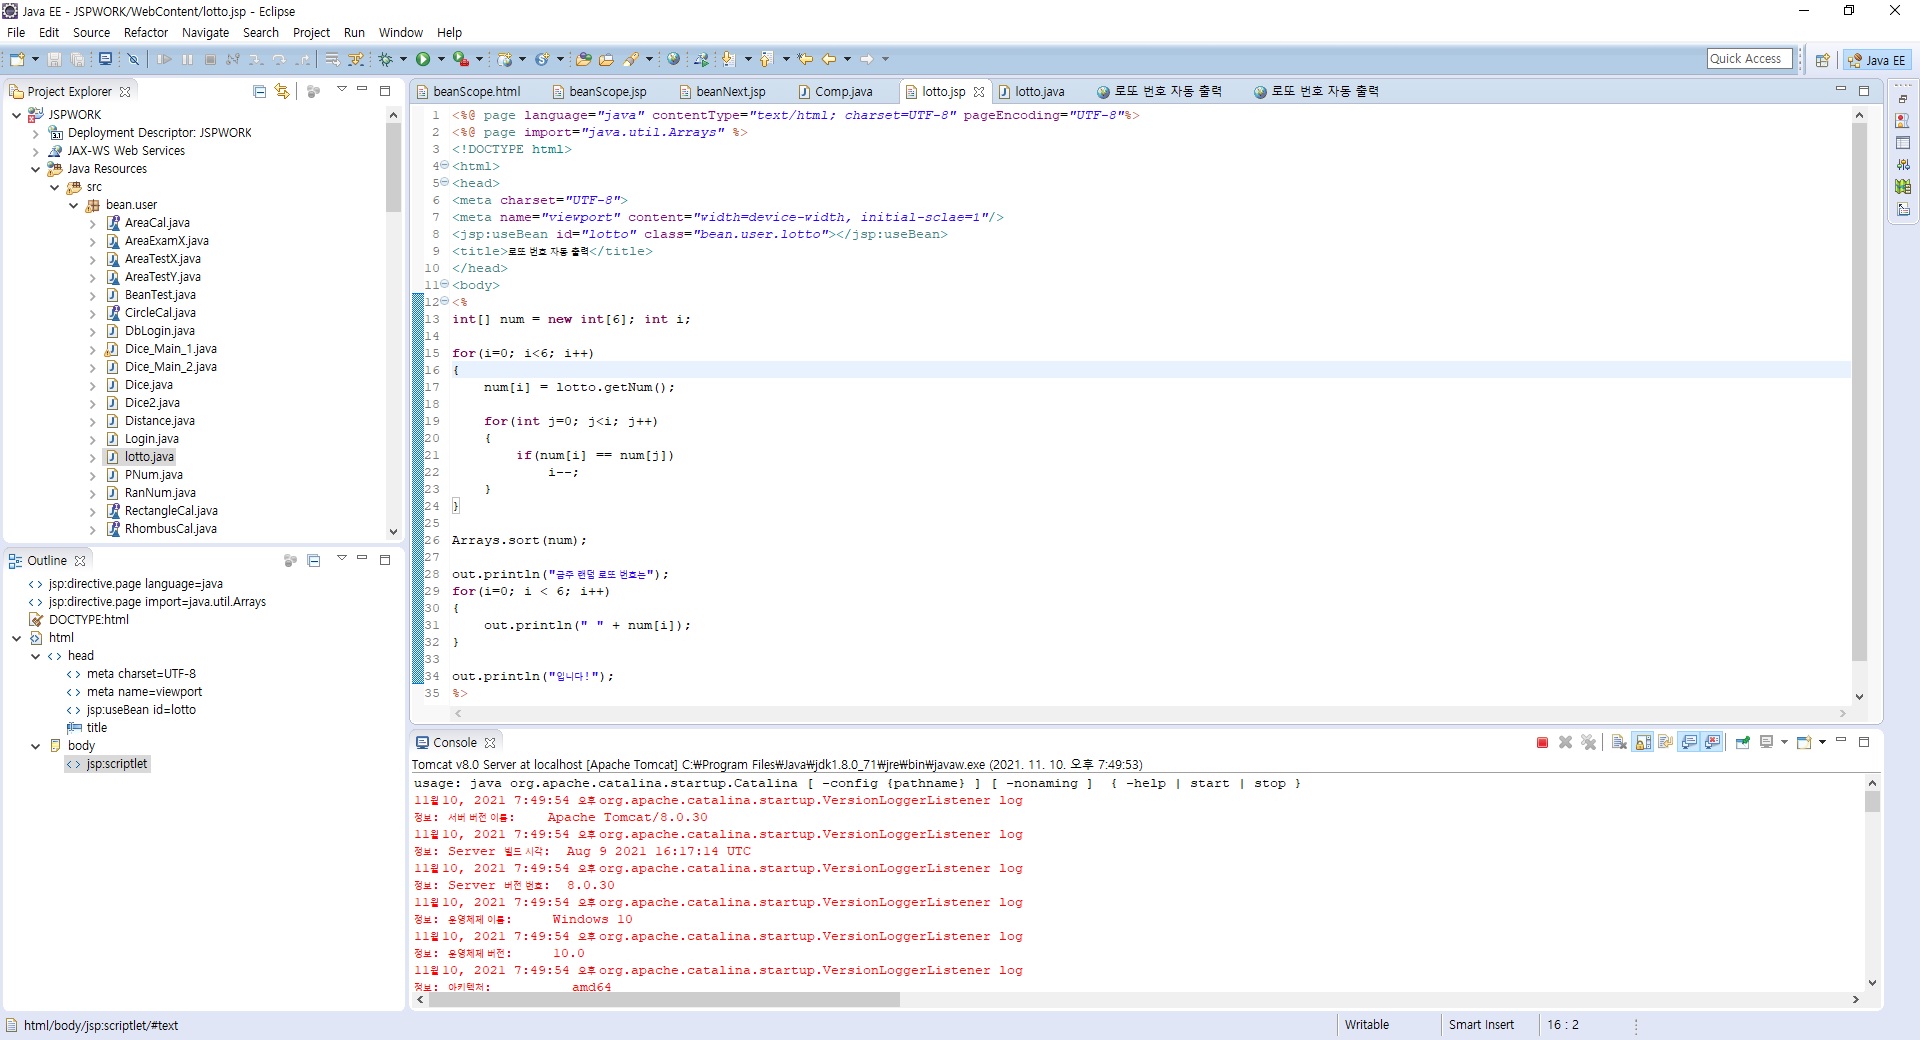 Java EE - JSPWORK/WebContent/lotto.jsp - Eclipse
File Edit Source Refactor Navigate Search Project Run Window Help
Quick Access
Java EE
Project Explorer
JSPWORK
Deployment Descriptor: JSPWORK
JAX-WS Web Services
Java Resources
src
bean.user
AreaCal.java
AreaExamX.java
AreaTestX.java
AreaTestY.java
BeanTest.java
CircleCal.java
DbLogin.java
Dice_Main_1.java
Dice_Main_2.java
Dice.java
Dice2.java
Distance.java
Login.java
lotto.java
PNum.java
RanNum.java
RectangleCal.java
RhombusCal.java
Outline
jsp:directive.page language=java
jsp:directive.page import=java.util.Arrays
DOCTYPE:html
html
head
meta charset=UTF-8
meta name=viewport
jsp:useBean id=lotto
title
body
jsp:scriptlet
beanScope.html beanScope.jsp beanNext.jsp Comp.java lotto.jsp lotto.java 로또 번호 자동 출력 로또 번호 자동 출력
1 <%@ page language="java" contentType="text/html; charset=UTF-8" pageEncoding="UTF-8"%>
2 <%@ page import="java.util.Arrays" %>
3 <!DOCTYPE html>
4 <html>
5 <head>
6 <meta charset="UTF-8">
7 <meta name="viewport" content="width=device-width, initial-sclae=1"/>
8 <jsp:useBean id="lotto" class="bean.user.lotto"></jsp:useBean>
9 <title>로또 번호 자동 출력</title>
10 </head>
11 <body>
12 <%
13 int[] num = new int[6]; int i;
14
15 for(i=0; i<6; i++)
16 {
17 num[i] = lotto.getNum();
18
19 for(int j=0; j<i; j++)
20 {
21 if(num[i] == num[j])
22 i--;
23 }
24 }
25
26 Arrays.sort(num);
27
28 out.println("금주 랜덤 로또 번호는");
29 for(i=0; i < 6; i++)
30 {
31 out.println(" " + num[i]);
32 }
33
34 out.println("입니다!");
35 %>
Console
Tomcat v8.0 Server at localhost [Apache Tomcat] C:₩Program Files₩Java₩jdk1.8.0_71₩jre₩bin₩javaw.exe (2021. 11. 10. 오후 7:49:53)
usage: java org.apache.catalina.startup.Catalina [ -config {pathname} ] [ -nonaming ] { -help | start | stop }
11월 10, 2021 7:49:54 오후 org.apache.catalina.startup.VersionLoggerListener log
정보: 서버 버전 이름: Apache Tomcat/8.0.30
11월 10, 2021 7:49:54 오후 org.apache.catalina.startup.VersionLoggerListener log
정보: Server 빌드 시각: Aug 9 2021 16:17:14 UTC
11월 10, 2021 7:49:54 오후 org.apache.catalina.startup.VersionLoggerListener log
정보: Server 버전 번호: 8.0.30
11월 10, 2021 7:49:54 오후 org.apache.catalina.startup.VersionLoggerListener log
정보: 운영체제 이름: Windows 10
11월 10, 2021 7:49:54 오후 org.apache.catalina.startup.VersionLoggerListener log
정보: 운영체제 버전: 10.0
11월 10, 2021 7:49:54 오후 org.apache.catalina.startup.VersionLoggerListener log
정보: 아키텍처: amd64
html/body/jsp:scriptlet/#text
Writable
Smart Insert
16 : 2